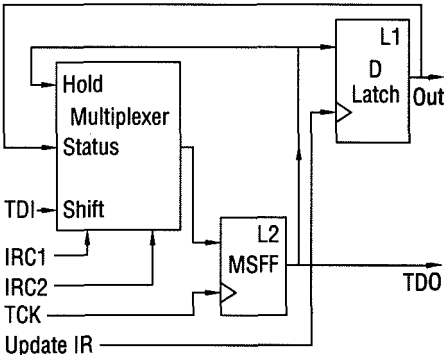 L1
D
Latch
Out
Hold
Multiplexer
Status
TDI
Shift
IRC1
L2
MSFF
IRC2
TDO
TCK
Update IR